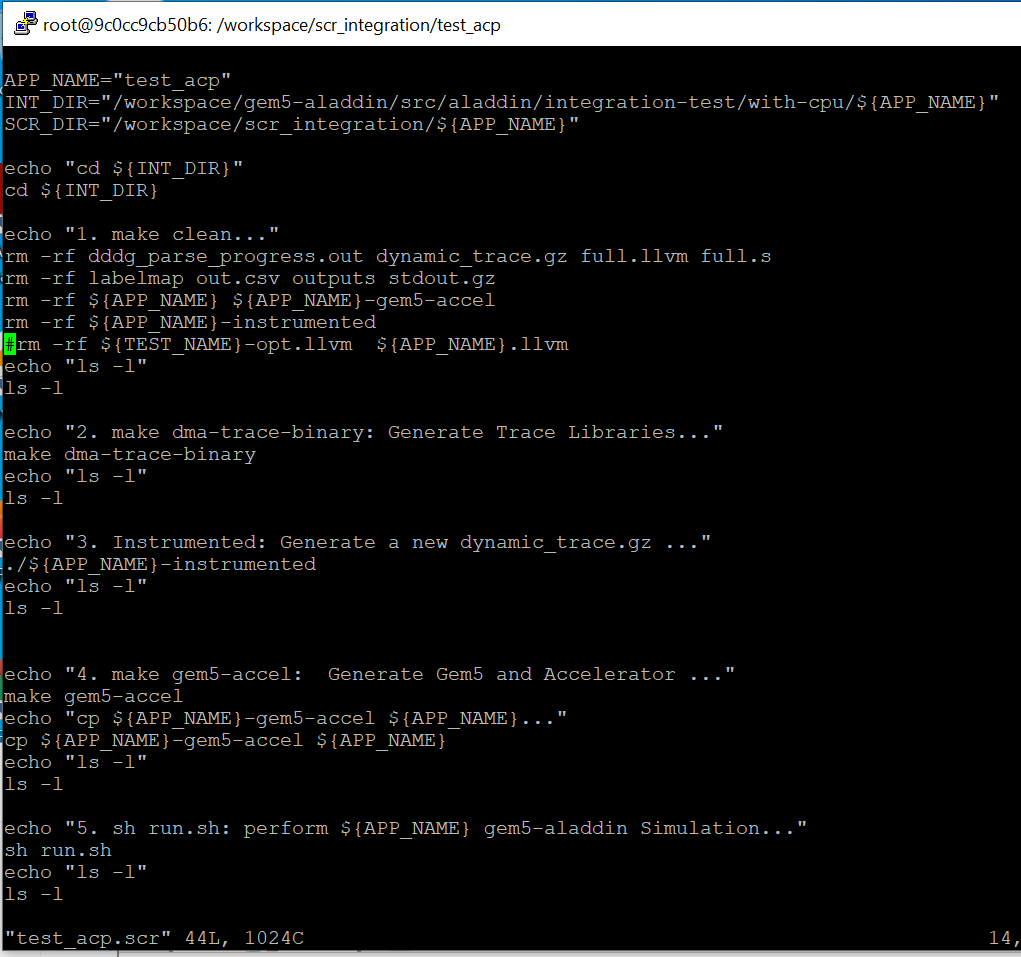 root@9c0cc9cb50b6: /workspace/scr_integration/test_acp
APP_NAME="test_acp"
INT_DIR="/workspace/gem5-aladdin/src/aladdin/integration-test/with-cpu/${APP_NAME}"
SCR_DIR="/workspace/scr_integration/${APP_NAME}"
echo "cd ${INT_DIR}"
cd ${INT_DIR}
echo "1. make clean..."
rm -rf dddg_parse_progress.out dynamic_trace.gz full.llvm full.s
rm -rf labelmap out.csv outputs stdout.gz
rm -rf ${APP_NAME} ${APP_NAME}-gem5-accel
rm -rf ${APP_NAME}-instrumented
#rm -rf ${TEST_NAME}-opt.llvm  ${APP_NAME}.llvm
echo "ls -l"
ls -l
echo "2. make dma-trace-binary: Generate Trace Libraries..."
make dma-trace-binary
echo "ls -l"
ls -l
echo "3. Instrumented: Generate a new dynamic_trace.gz ..."
./${APP_NAME}-instrumented
echo "ls -l"
ls -l
echo "4. make gem5-accel:  Generate Gem5 and Accelerator ..."
make gem5-accel
echo "cp ${APP_NAME}-gem5-accel ${APP_NAME}..."
cp ${APP_NAME}-gem5-accel ${APP_NAME}
echo "ls -l"
ls -l
echo "5. sh run.sh: perform ${APP_NAME} gem5-aladdin Simulation..."
sh run.sh
echo "ls -l"
ls -l
"test_acp.scr" 44L, 1024C 14,